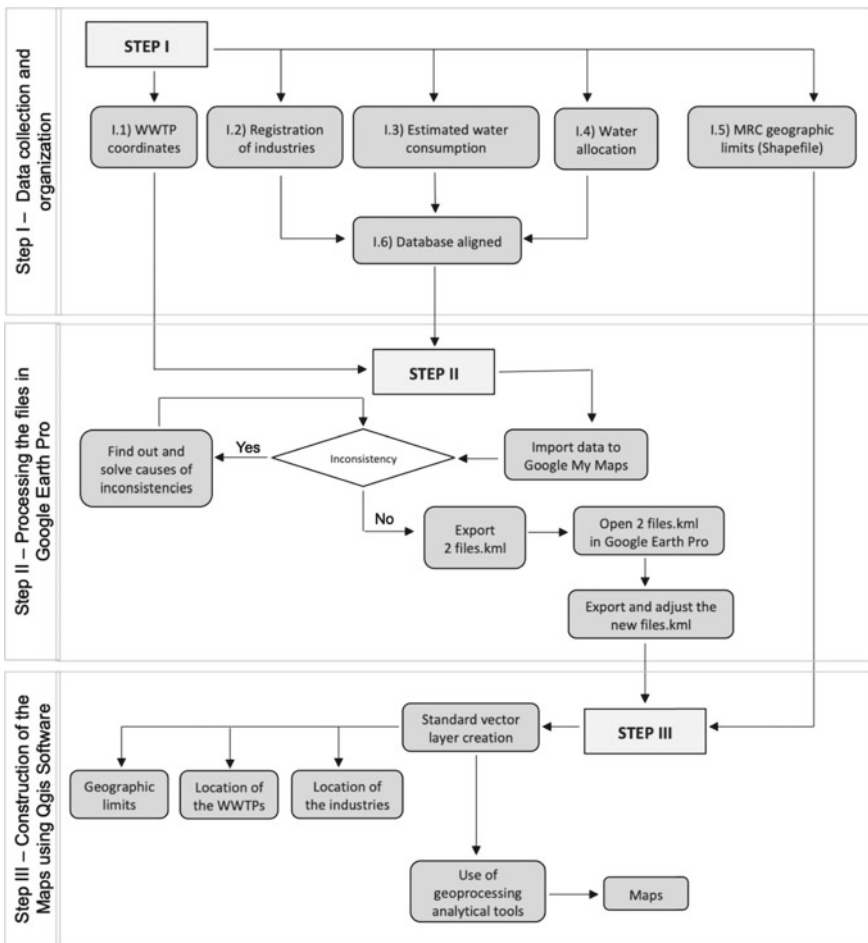 Step I – Data collection and
organization
STEP I
I.1) WWTP
coordinates
I.2) Registration
of industries
I.3) Estimated water
consumption
I.4) Water
allocation
I.5) MRC geographic
limits (Shapefile)
I.6) Database aligned
Step II – Processing the files in
Google Earth Pro
STEP II
Find out and
solve causes of
inconsistencies
Yes
Inconsistency
Import data to
Google My Maps
No
Export
2 files.kml
Open 2 files.kml
in Google Earth Pro
Export and adjust the
new files.kml
Step III – Construction of the
Maps using Qgis Software
Standard vector
layer creation
STEP III
Geographic
limits
Location of
the WWTPs
Location of
the industries
Use of
geoprocessing
analytical tools
Maps